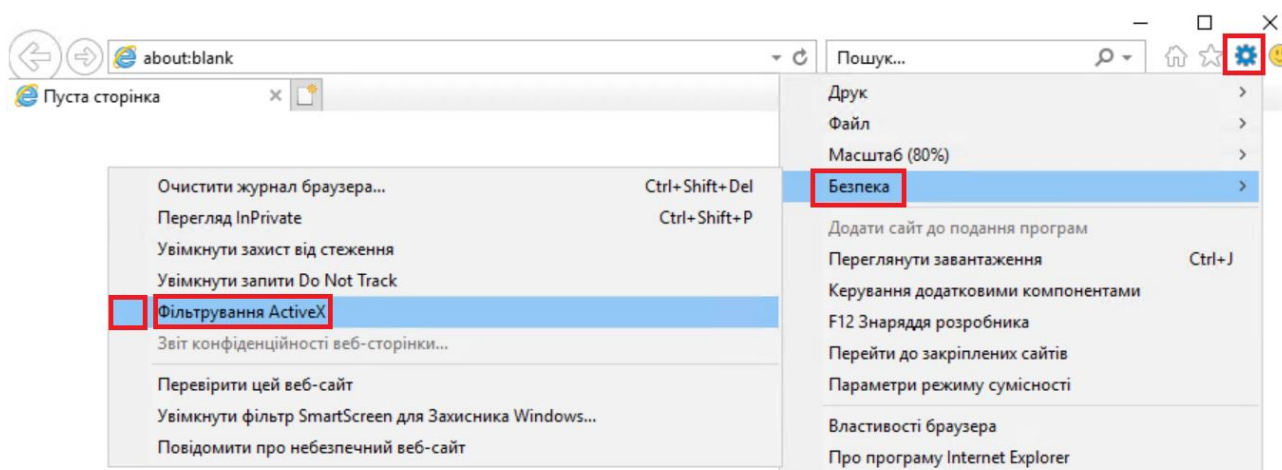 about:blank
Пошук...
Пуста сторінка
Друк
Файл
Масштаб (80%)
Безпека
Додати сайт до подання програм
Переглянути завантаження Ctrl+J
Керування додатковими компонентами
F12 Знаряддя розробника
Перейти до закріплених сайтів
Параметри режиму сумісності
Властивості браузера
Про програму Internet Explorer
Очистити журнал браузера... Ctrl+Shift+Del
Перегляд InPrivate Ctrl+Shift+P
Увімкнути захист від стеження
Увімкнути запити Do Not Track
Фільтрування ActiveX
Звіт конфіденційності веб-сторінки...
Перевірити цей веб-сайт
Увімкнути фільтр SmartScreen для Захисника Windows...
Повідомити про небезпечний веб-сайт